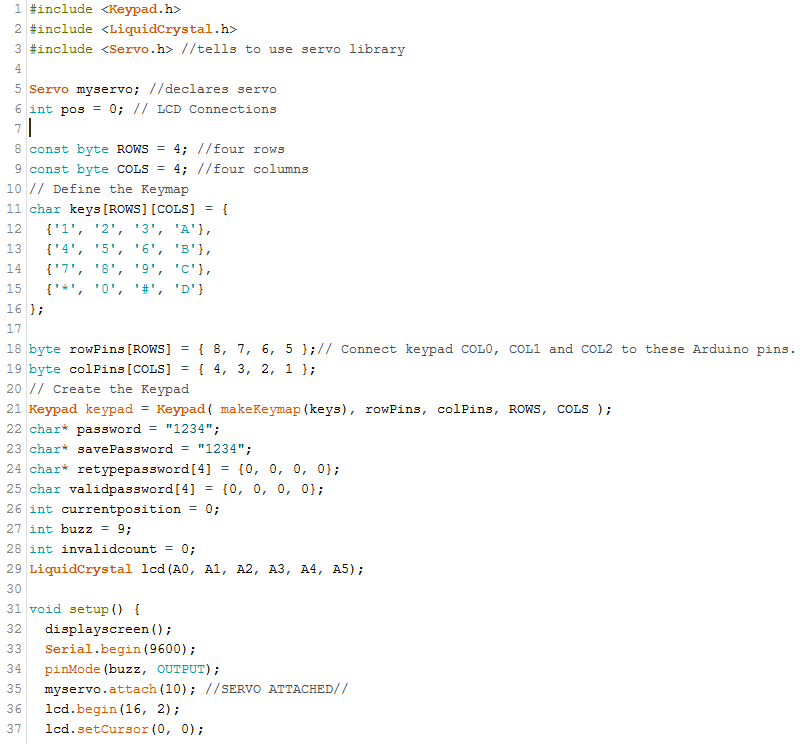 1 #include <Keypad.h>
2 #include <LiquidCrystal.h>
3 #include <Servo.h> //tells to use servo library
4
5 Servo myservo; //declares servo
6 int pos = 0; // LCD Connections
7
8 const byte ROWS = 4; //four rows
9 const byte COLS = 4; //four columns
10 // Define the Keymap
11 char keys[ROWS][COLS] = {
12   {'1', '2', '3', 'A'},
13   {'4', '5', '6', 'B'},
14   {'7', '8', '9', 'C'},
15   {'*', '0', '#', 'D'}
16 };
17
18 byte rowPins[ROWS] = { 8, 7, 6, 5 };// Connect keypad COL0, COL1 and COL2 to these Arduino pins.
19 byte colPins[COLS] = { 4, 3, 2, 1 };
20 // Create the Keypad
21 Keypad keypad = Keypad( makeKeymap(keys), rowPins, colPins, ROWS, COLS );
22 char* password = "1234";
23 char* savePassword = "1234";
24 char* retypepassword[4] = {0, 0, 0, 0};
25 char validpassword[4] = {0, 0, 0, 0};
26 int currentposition = 0;
27 int buzz = 9;
28 int invalidcount = 0;
29 LiquidCrystal lcd(A0, A1, A2, A3, A4, A5);
30
31 void setup() {
32   displayscreen();
33   Serial.begin(9600);
34   pinMode(buzz, OUTPUT);
35   myservo.attach(10); //SERVO ATTACHED//
36   lcd.begin(16, 2);
37   lcd.setCursor(0, 0);